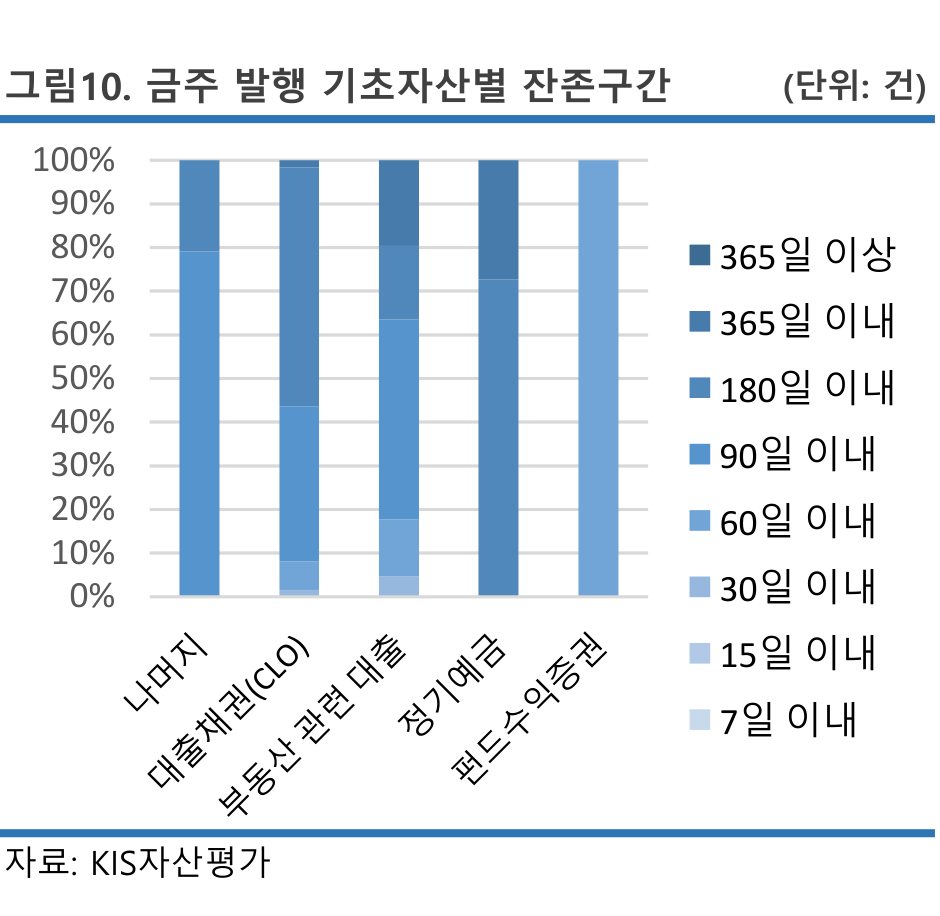 그림10. 금주 발행 기초자산별 잔존구간 (단위: 건)
100%
90%
80%
70%
60%
50%
40%
30%
20%
10%
0%
나머지
대출채권(CLO)
부동산 관련 대출
정기예금
펀드수익증권
365일 이상
365일 이내
180일 이내
90일 이내
60일 이내
30일 이내
15일 이내
7일 이내
자료: KIS자산평가